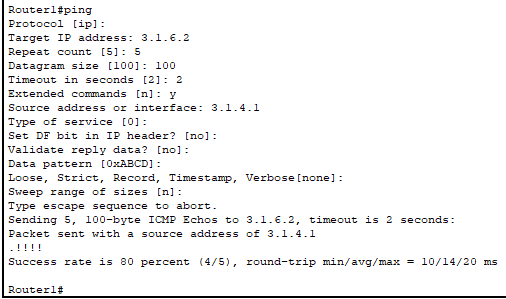 Router1#ping
Protocol [ip]:
Target IP address: 3.1.6.2
Repeat count [5]: 5
Datagram size [100]: 100
Timeout in seconds [2]: 2
Extended commands [n]: y
Source address or interface: 3.1.4.1
Type of service [0]:
Set DF bit in IP header? [no]:
Validate reply data? [no]:
Data pattern [0xABCD]:
Loose, Strict, Record, Timestamp, Verbose[none]:
Sweep range of sizes [n]:
Type escape sequence to abort.
Sending 5, 100-byte ICMP Echos to 3.1.6.2, timeout is 2 seconds:
Packet sent with a source address of 3.1.4.1
.!!!!
Success rate is 80 percent (4/5), round-trip min/avg/max = 10/14/20 ms
Router1#